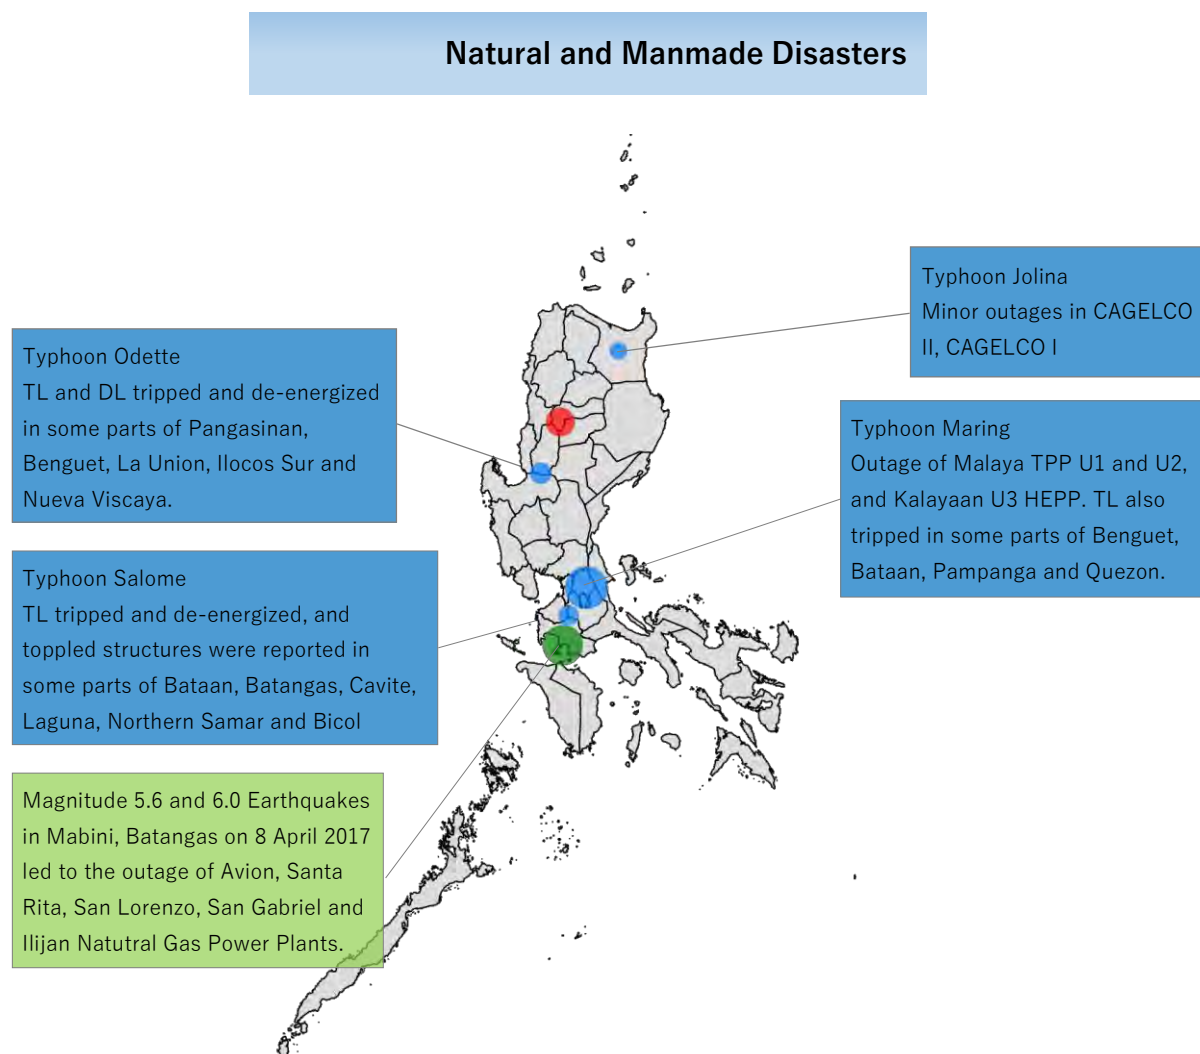 Natural and Manmade Disasters
Typhoon Jolina
Minor outages in CAGELCO
II, CAGELCO I
Typhoon Odette
TL and DL tripped and de-energized
in some parts of Pangasinan,
Benguet, La Union, Ilocos Sur and
Nueva Viscaya.
Typhoon Maring
Outage of Malaya TPP U1 and U2,
and Kalayaan U3 HEPP. TL also
tripped in some parts of Benguet,
Bataan, Pampanga and Quezon.
Typhoon Salome
TL tripped and de-energized, and
toppled structures were reported in
some parts of Bataan, Batangas, Cavite,
Laguna, Northern Samar and Bicol
Magnitude 5.6 and 6.0 Earthquakes
in Mabini, Batangas on 8 April 2017
led to the outage of Avion, Santa
Rita, San Lorenzo, San Gabriel and
Ilijan Natutral Gas Power Plants.